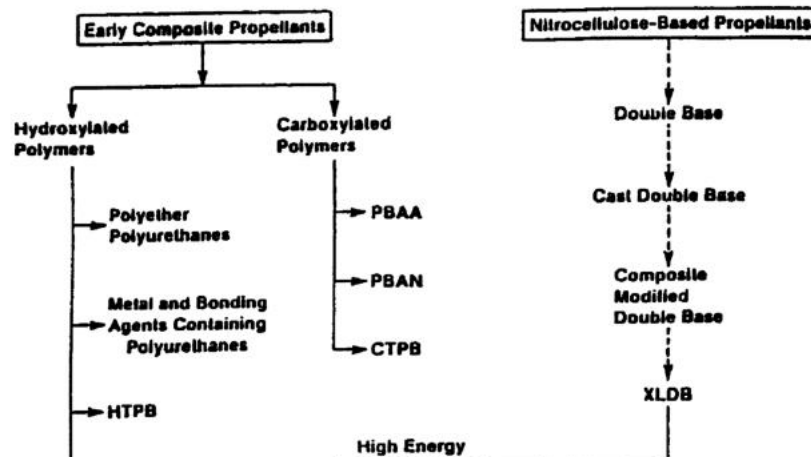 Early Composite Propellants
Nitrocellulose-Based Propellants
Hydroxylated
Polymers
Carboxylated
Polymers
Double Base
Polyether
Polyurethanes
PBAA
Cast Double Base
Metal and Bonding
Agents Containing
Polyurethanes
PBAN
CTPB
Composite
Modified
Double Base
HTPB
XLDB
High Energy